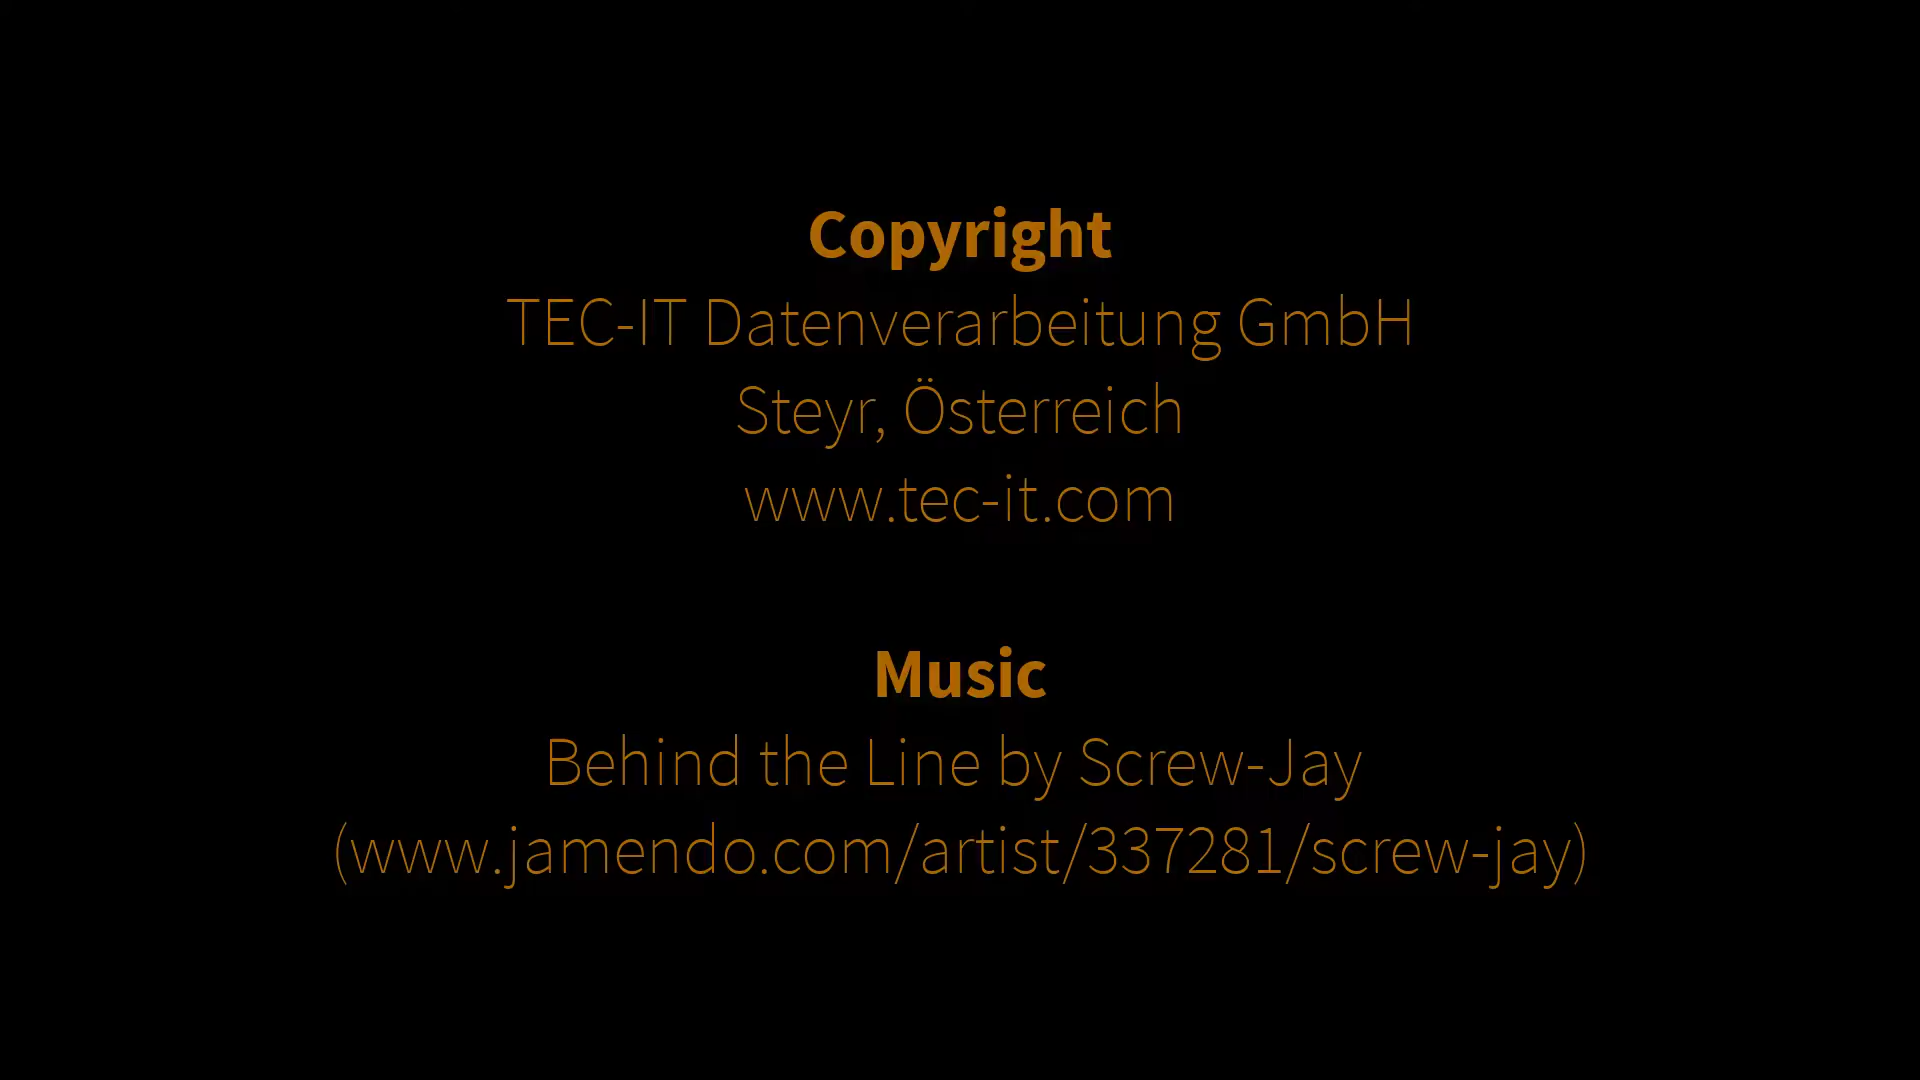 Copyright
TEC-IT Datenverarbeitung GmbH
Steyr, Österreich
www.tec-it.com
Music
Behind the Line by Screw-Jay
(www.jamendo.com/artist/337281/screw-jay)